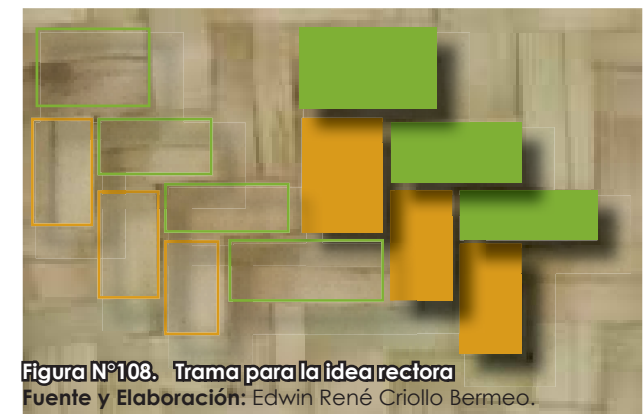 Figura N°108. Trama para la idea rectora
Fuente y Elaboración: Edwin René Criollo Bermeo.